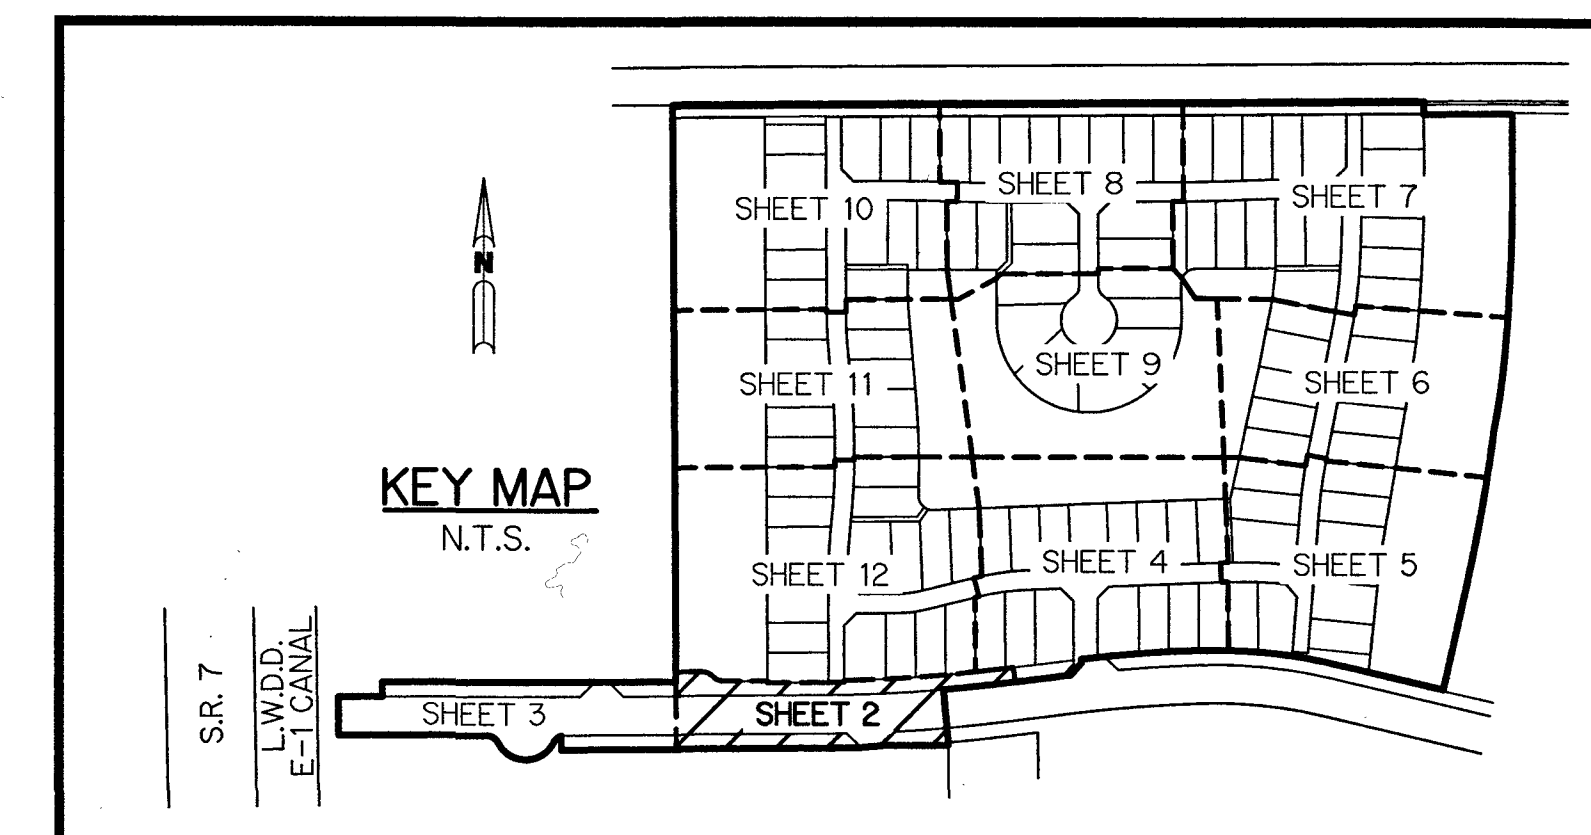 SHEET 8
SHEET 7
SHEET 10
N
SHEET 9
SHEET 6
SHEET 11
KEY MAP
N.T.S.
SHEET 4
SHEET 5
SHEET 12
S.R. 7
L.W.D.D.
E-1 CANAL
SHEET 3
SHEET 2